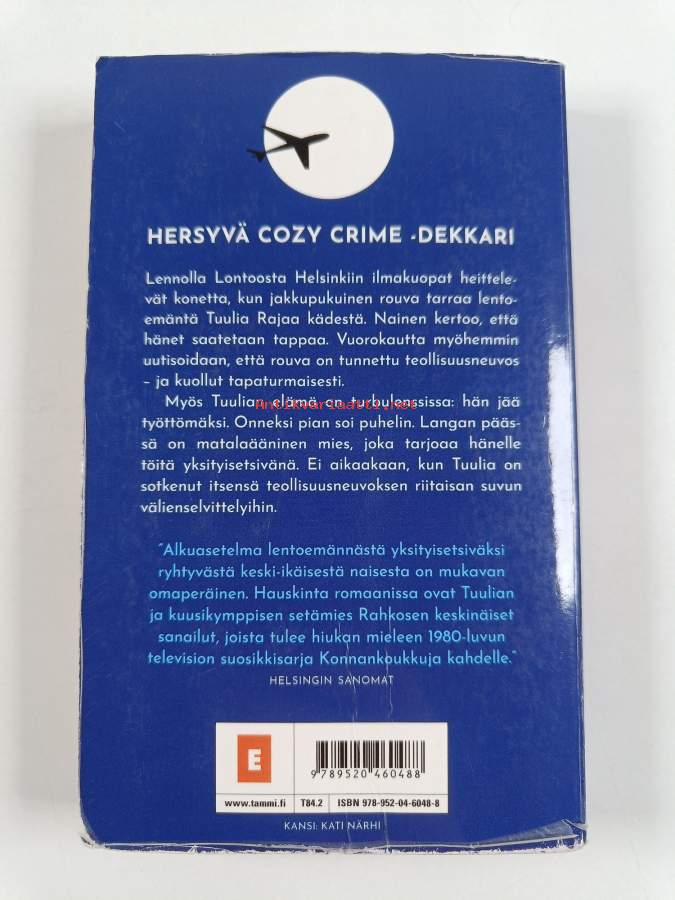 HERSYVÄ COZY CRIME -DEKKARI
Lennolla Lontoosta Helsinkiin ilmakuopat heittele-
vät konetta, kun jakkupukuinen rouva tarraa lento-
emäntä Tuulia Rajaa kädestä. Nainen kertoo, että
hänet saatetaan tappaa. Vuorokautta myöhemmin
uutisoidaan, että rouva on tunnettu teollisuusneuvos
– ja kuollut tapaturmaisesti.
Myös Tuulian elämä on turbulenssissa: hän jää
Antikvariaatti.net
työttömäksi. Onneksi pian soi puhelin. Langan pääs-
sä on matalaääninen mies, joka tarjoaa hänelle
töitä yksityisetsivänä. Ei aikaakaan, kun Tuulia on
sotkenut itsensä teollisuusneuvoksen riitaisan suvun
välienselvittelyihin.
"Alkuasetelma lentoemännästä yksityisetsiväksi
ryhtyvästä keski-ikäisestä naisesta on mukavan
omaperäinen. Hauskinta romaanissa ovat Tuulian
ja kuusikymppisen setämies Rahkosen keskinäiset
sanailut, joista tulee hiukan mieleen 1980-luvun
television suosikkisarja Konnankoukkuja kahdelle."
HELSINGIN SANOMAT
E
9 789520 460488
www.tammi.fi T84.2 ISBN 978-952-04-6048-8
KANSI: KATI NÄRHI